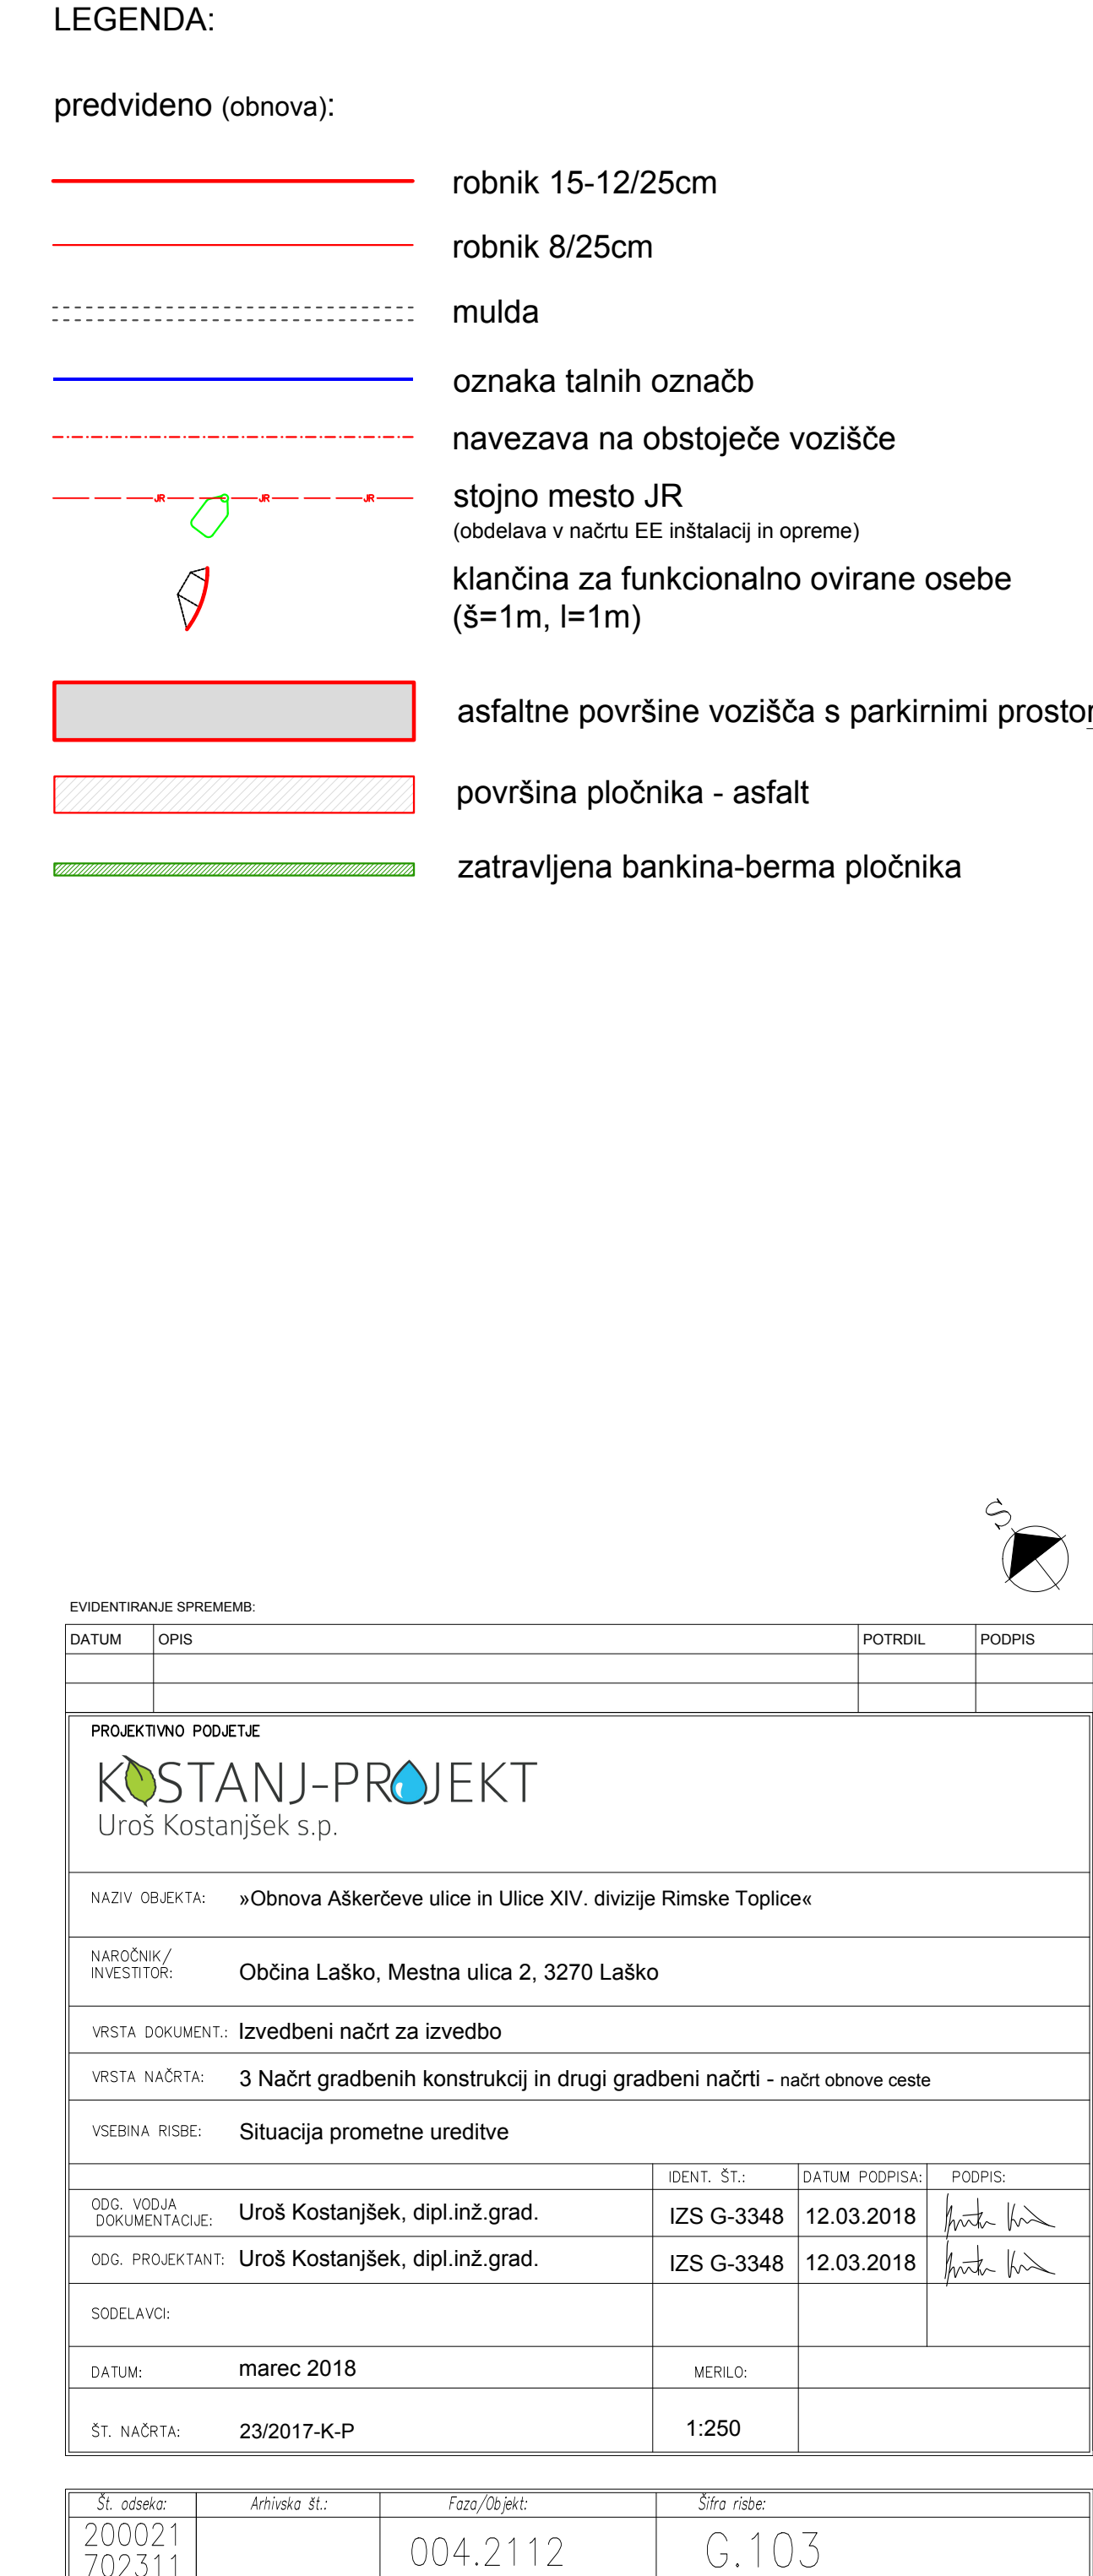 LEGENDA:
predvideno (obnova):
robnik 15-12/25cm
robnik 8/25cm
mulda
oznaka talnih označb
navezava na obstoječe vozišče
JR JR JR
stojno mesto JR
(obdelava v načrtu EE inštalacij in opreme)
klančina za funkcionalno ovirane osebe
(š=1m, l=1m)
asfaltne površine vozišča s parkirnimi
površina pločnika - asfalt
zatravljena bankina-berma pločnika
S
EVIDENTIRANJE SPREMEMB:
DATUM OPIS POTRDIL PODPIS
PROJEKTIVNO PODJETJE
KOSTANJ-PROJEKT
Uroš Kostanjšek s.p.
NAZIV OBJEKTA: »Obnova Aškerčeve ulice in Ulice XIV. divizije Rimske Toplice«
NAROČNIK/
INVESTITOR: Občina Laško, Mestna ulica 2, 3270 Laško
VRSTA DOKUMENT.: Izvedbeni načrt za izvedbo
VRSTA NAČRTA: 3 Načrt gradbenih konstrukcij in drugi gradbeni načrti - načrt obnove ceste
VSEBINA RISBE: Situacija prometne ureditve
IDENT. ŠT.: DATUM PODPISA: PODPIS:
ODG. VODJA
DOKUMENTACIJE: Uroš Kostanjšek, dipl.inž.grad. IZS G-3348 12.03.2018
ODG. PROJEKTANT: Uroš Kostanjšek, dipl.inž.grad. IZS G-3348 12.03.2018
SODELAVCI:
DATUM: marec 2018 MERILO:
ŠT. NAČRTA: 23/2017-K-P 1:250
Št. odseka: Arhivska št.: Faza/Objekt: Šifra risbe:
200021
702311 004.2112 G.103